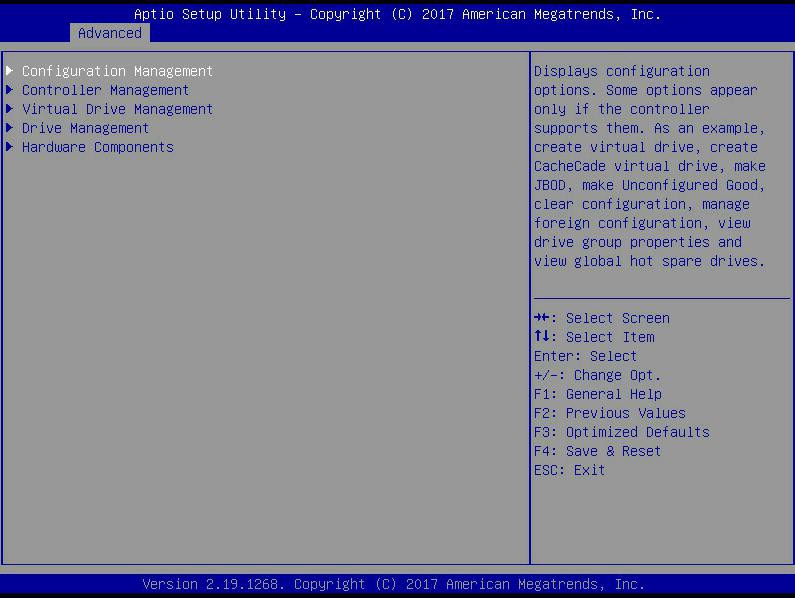 Aptio Setup Utility – Copyright (C) 2017 American Megatrends, Inc.
Advanced
Configuration Management
Controller Management
Virtual Drive Management
Drive Management
Hardware Components
Displays configuration
options. Some options appear
only if the controller
supports them. As an example,
create virtual drive, create
CacheCade virtual drive, make
JBOD, make Unconfigured Good,
clear configuration, manage
foreign configuration, view
drive group properties and
view global hot spare drives.
→←: Select Screen
↑↓: Select Item
Enter: Select
+/-: Change Opt.
F1: General Help
F2: Previous Values
F3: Optimized Defaults
F4: Save & Reset
ESC: Exit
Version 2.19.1268. Copyright (C) 2017 American Megatrends, Inc.